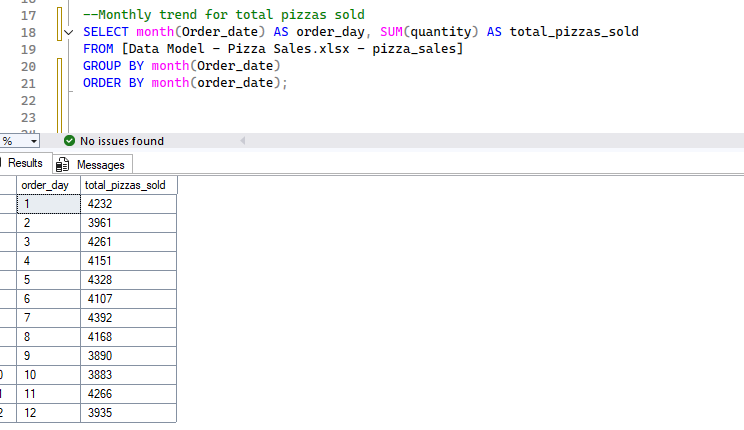 17 --Monthly trend for total pizzas sold
18 SELECT month(Order_date) AS order_day, SUM(quantity) AS total_pizzas_sold
19 FROM [Data Model - Pizza Sales.xlsx - pizza_sales]
20 GROUP BY month(Order_date)
21 ORDER BY month(order_date);
22
23
% No issues found
Results Messages
order_day total_pizzas_sold
1 4232
2 3961
3 4261
4 4151
5 4328
6 4107
7 4392
8 4168
9 3890
0 10 3883
1 11 4266
2 12 3935